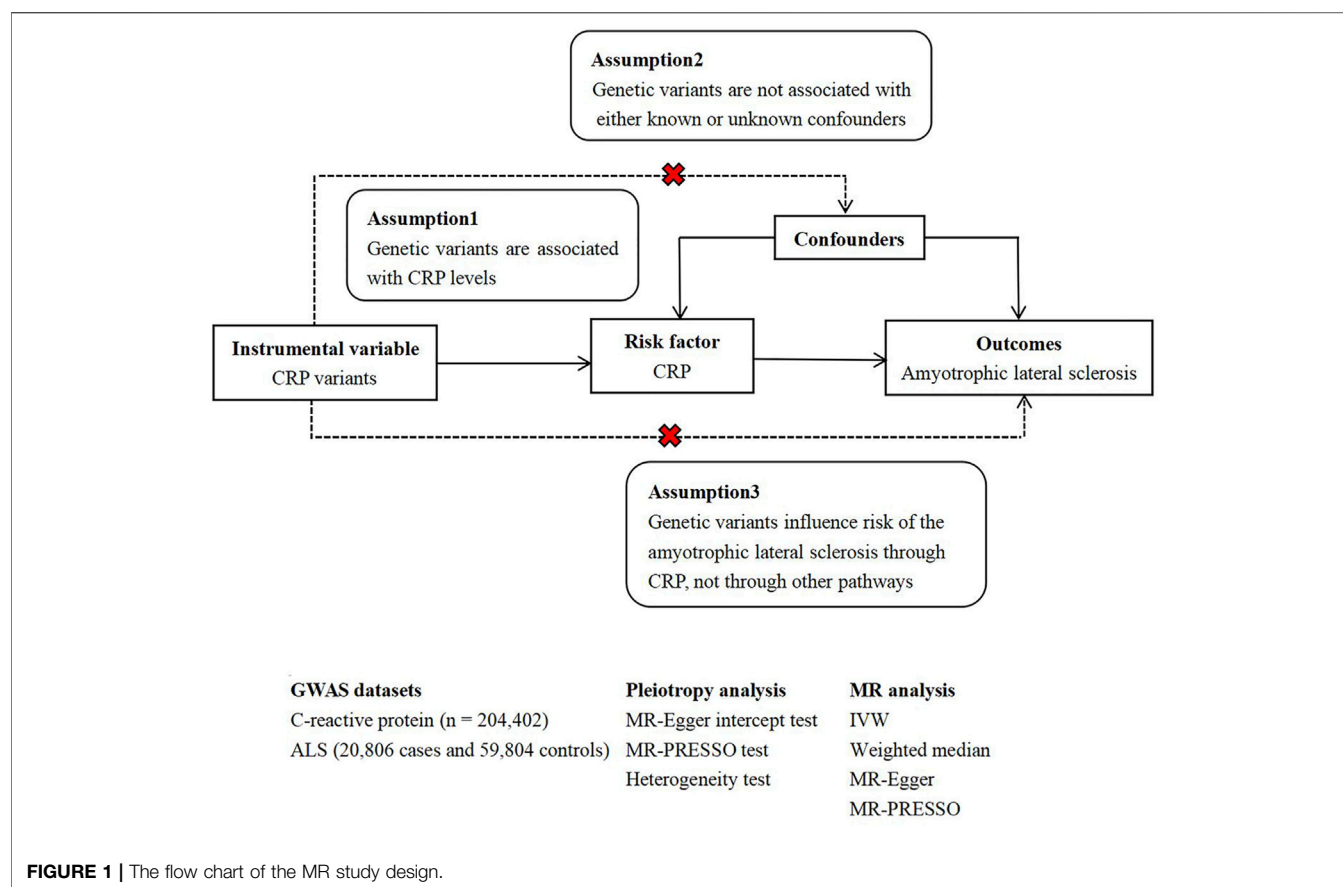 Assumption2
Genetic variants are not associated with
either known or unknown confounders
Assumption1
Genetic variants are associated
with CRP levels
Confounders
Instrumental variable
CRP variants
Risk factor
CRP
Outcomes
Amyotrophic lateral sclerosis
Assumption3
Genetic variants influence risk of the
amyotrophic lateral sclerosis through
CRP, not through other pathways
GWAS datasets
C-reactive protein (n = 204,402)
ALS (20,806 cases and 59,804 controls)
Pleiotropy analysis
MR-Egger intercept test
MR-PRESSO test
Heterogeneity test
MR analysis
IVW
Weighted median
MR-Egger
MR-PRESSO
FIGURE 1 | The flow chart of the MR study design.